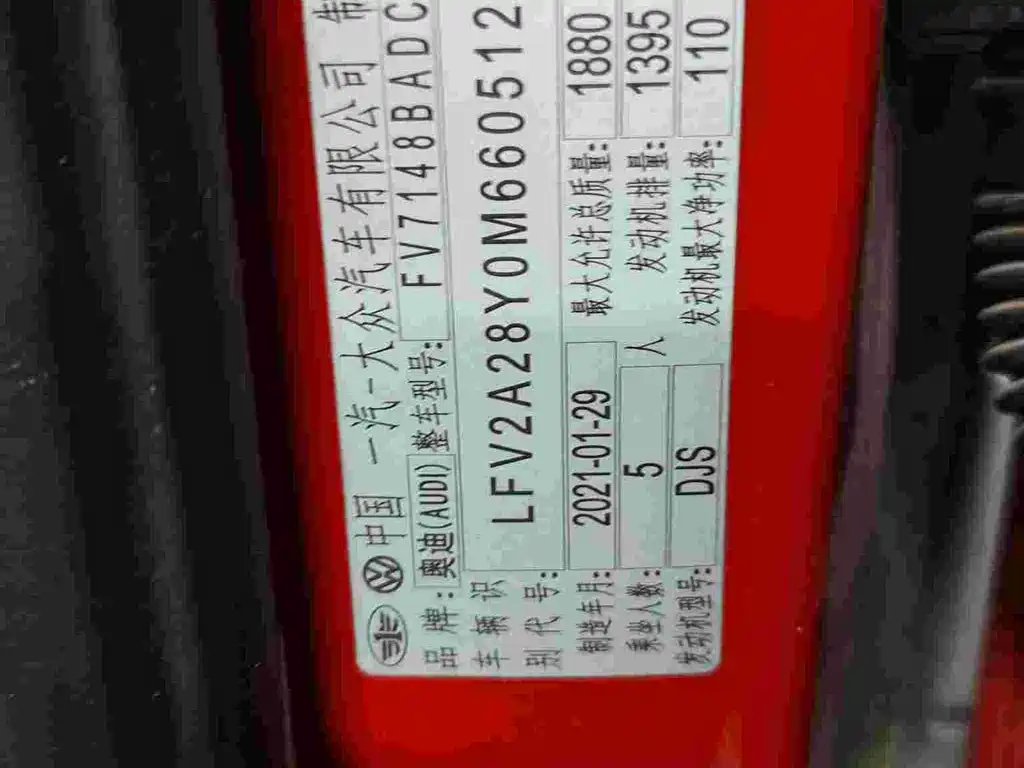 中国 一汽-大众汽车有限公司 制
品牌:奥迪(AUDI) 整车型号:FV7148BADC
车辆识别代号: LFV2A28Y0M6660512
制造年月: 2021-01-29 最大允许总质量: 1880
乘坐人数: 5 人 发动机排量: 1395
发动机型号: DJS 发动机最大净功率: 110